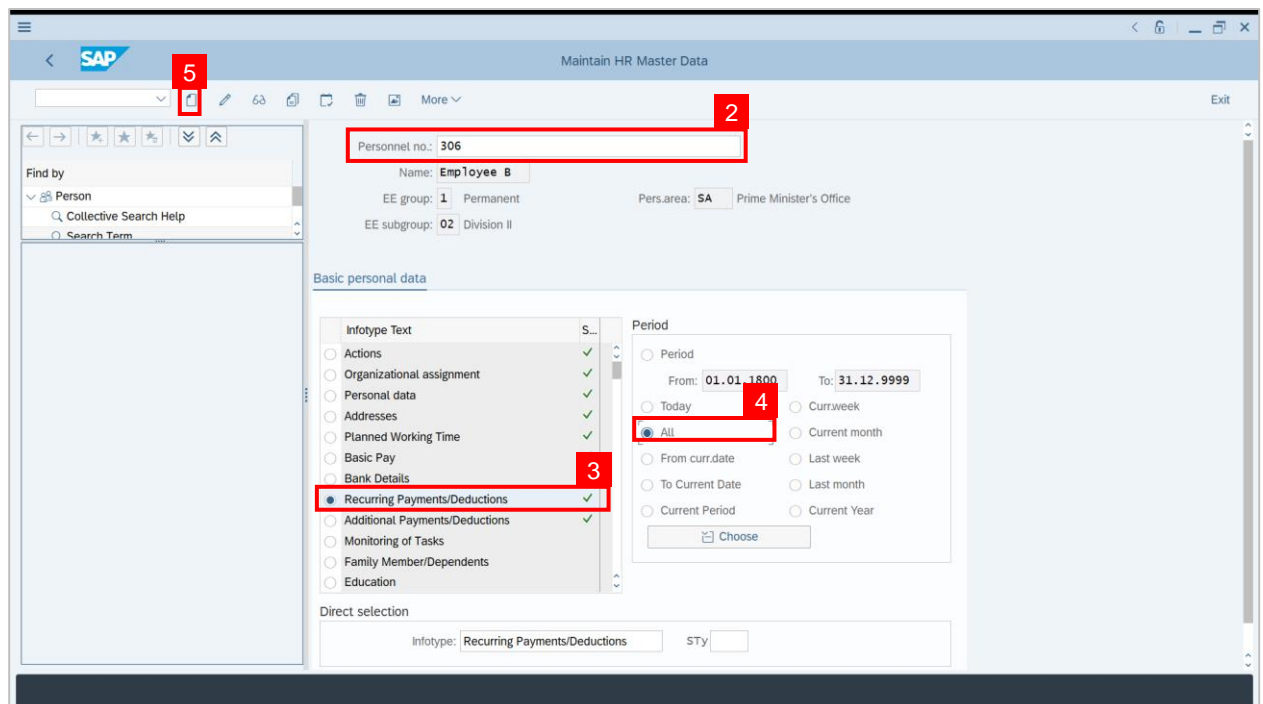 SAP
Maintain HR Master Data
5
More
Exit
2
Personnel no.: 306
Find by
Name: Employee B
Person
EE group: 1 Permanent
Pers.area: SA Prime Minister's Office
Collective Search Help
EE subgroup: 02 Division II
Search Term
Basic personal data
Infotype Text S...
Period
Actions
Period
Organizational assignment
From: 01.01.1800 To: 31.12.9999
Personal data
4
Today
Curr.week
Addresses
All
Current month
Planned Working Time
Basic Pay
From curr.date
Last week
3
Bank Details
To Current Date
Last month
Recurring Payments/Deductions
Current Period
Current Year
Additional Payments/Deductions
Choose
Monitoring of Tasks
Family Member/Dependents
Education
Direct selection
Infotype: Recurring Payments/Deductions STy